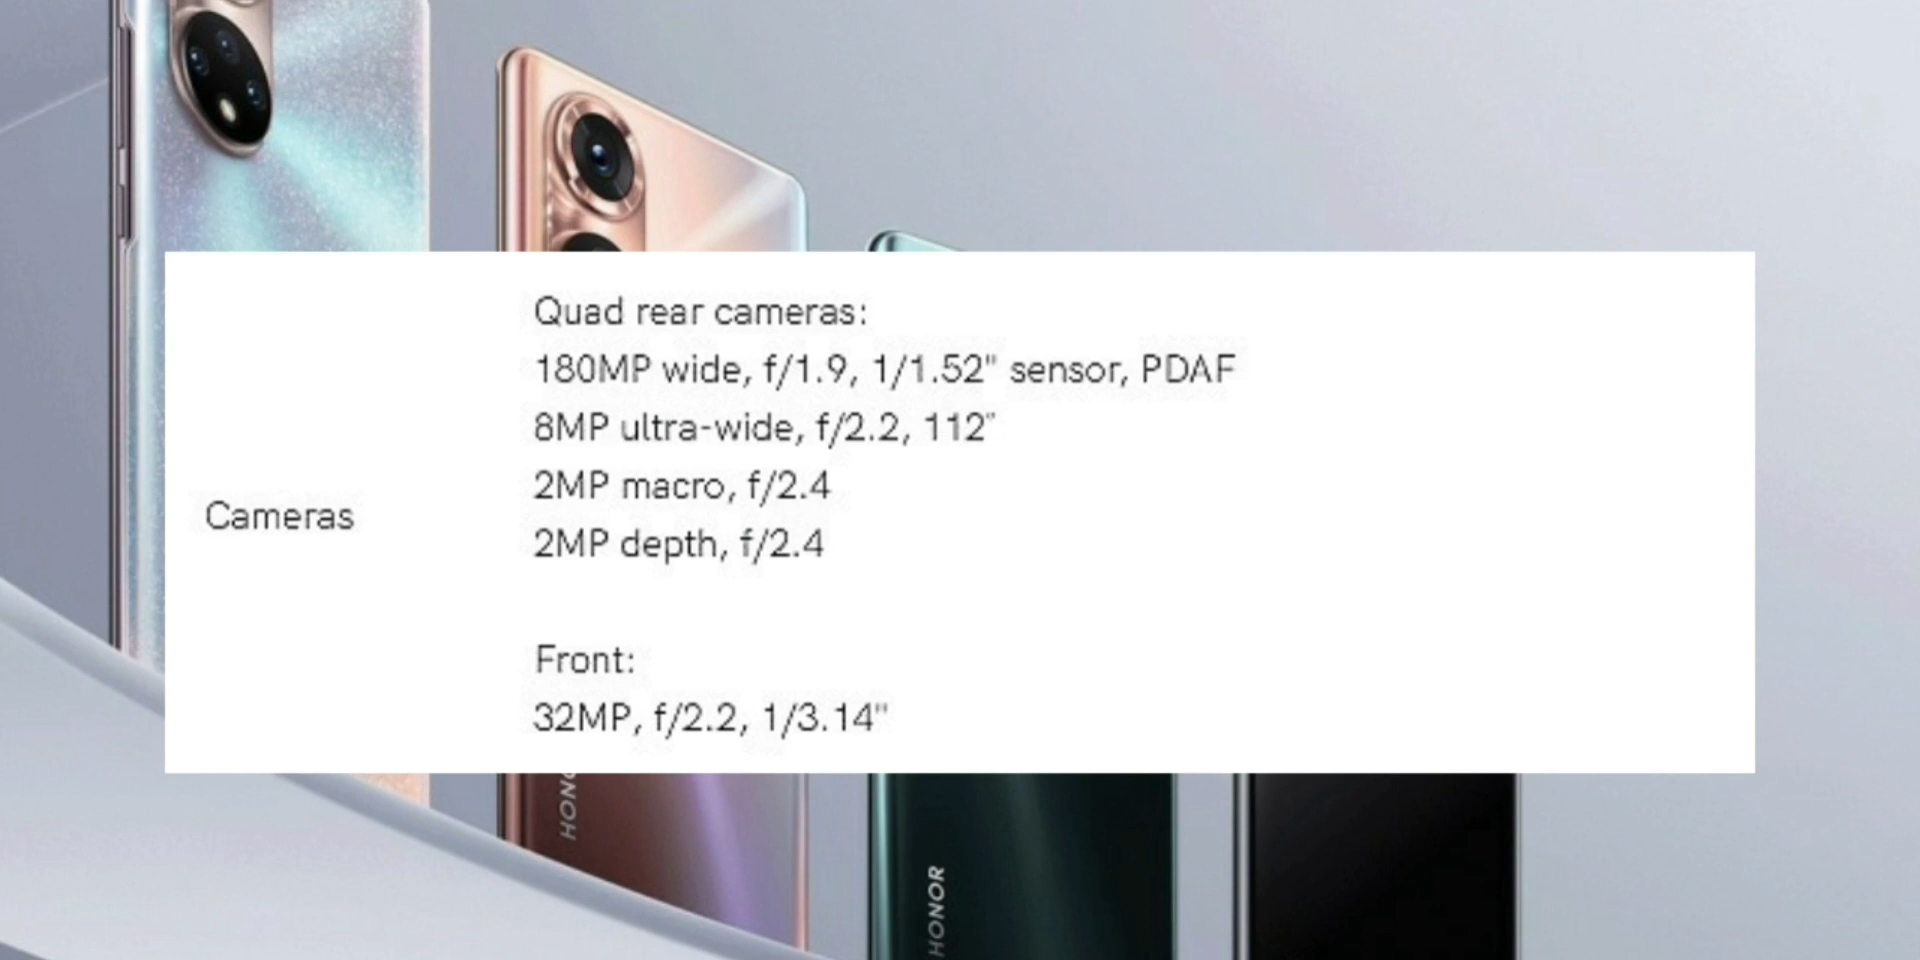 Quad rear cameras:
180MP wide, f/1.9, 1/1.52" sensor, PDAF
8MP ultra-wide, f/2.2, 112°
2MP macro, f/2.4
Cameras
2MP depth, f/2.4
Front:
32MP, f/2.2, 1/3.14"
HONOR